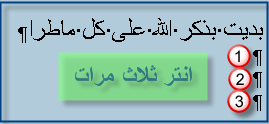 بديت بذكر الله على كل ماطرا¶
1 ¶
2 ¶
3 ¶
انتر ثلاث مرات